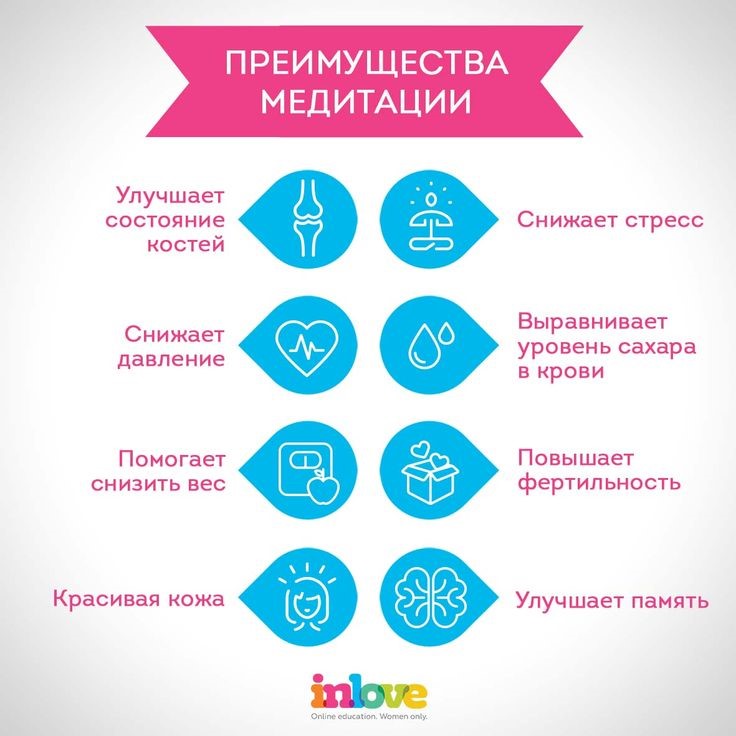 ПРЕИМУЩЕСТВА
МЕДИТАЦИИ
Улучшает
состояние
костей
Снижает стресс
Снижает
давление
Выравнивает
уровень сахара
в крови
Помогает
снизить вес
Повышает
фертильность
Красивая кожа
Улучшает память
inlove
Online education. Women only.